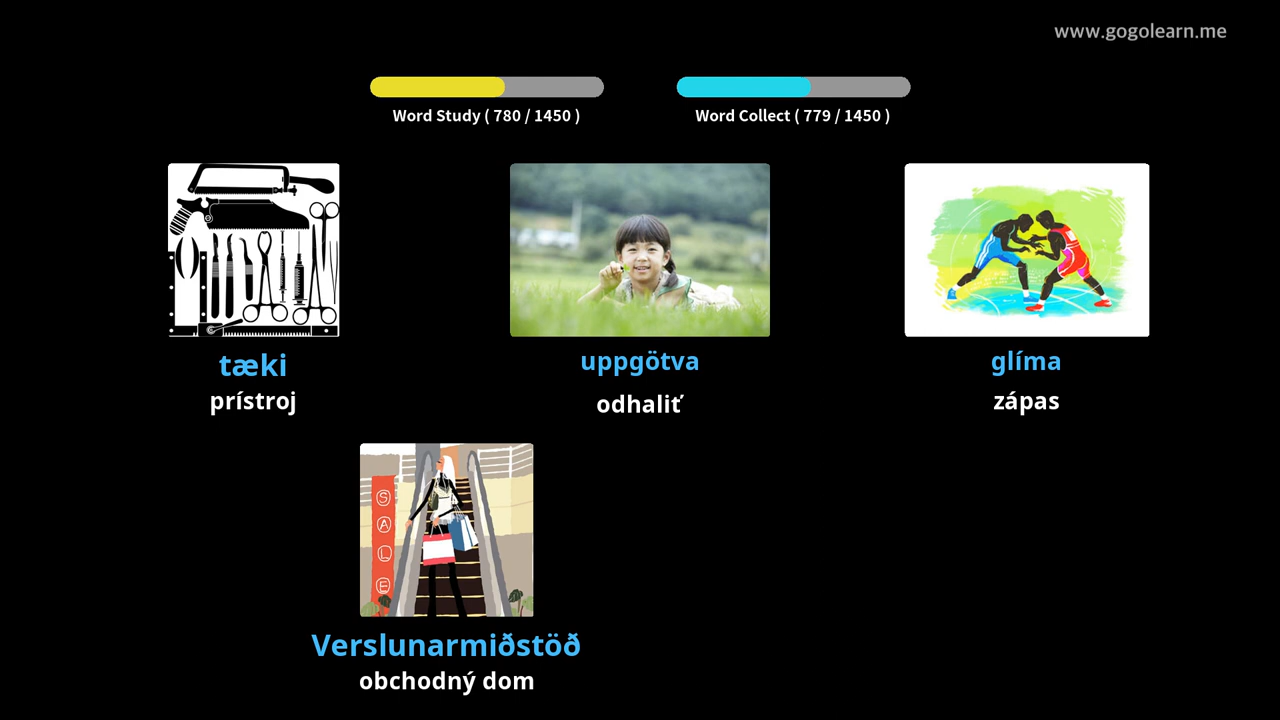 www.gogolearn.me
Word Study ( 780 / 1450 )
Word Collect ( 779 / 1450 )
tæki
prístroj
uppgötva
odhaliť
glíma
zápas
SALE
Verslunarmiðstöð
obchodný dom